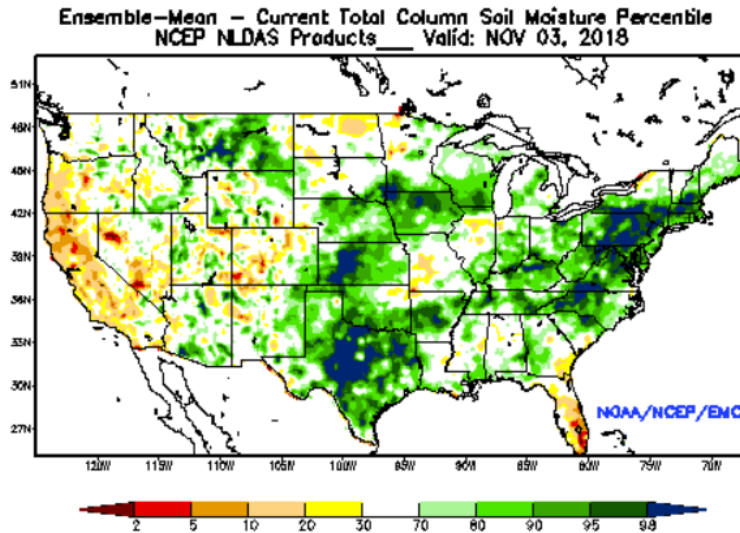 Ensemble-Mean - Current Total Column Soil Moisture Percentile
NCEP NLDAS Products___ Valid: NOV 03, 2018
51N
48N
45N
42N
39N
36N
33N
30N
27N
NOAA/NCEP/EMC
120W 115W 110W 100W 95W 90W 85W 80W 75W 70W
2 5 10 20 30 70 80 90 95 98